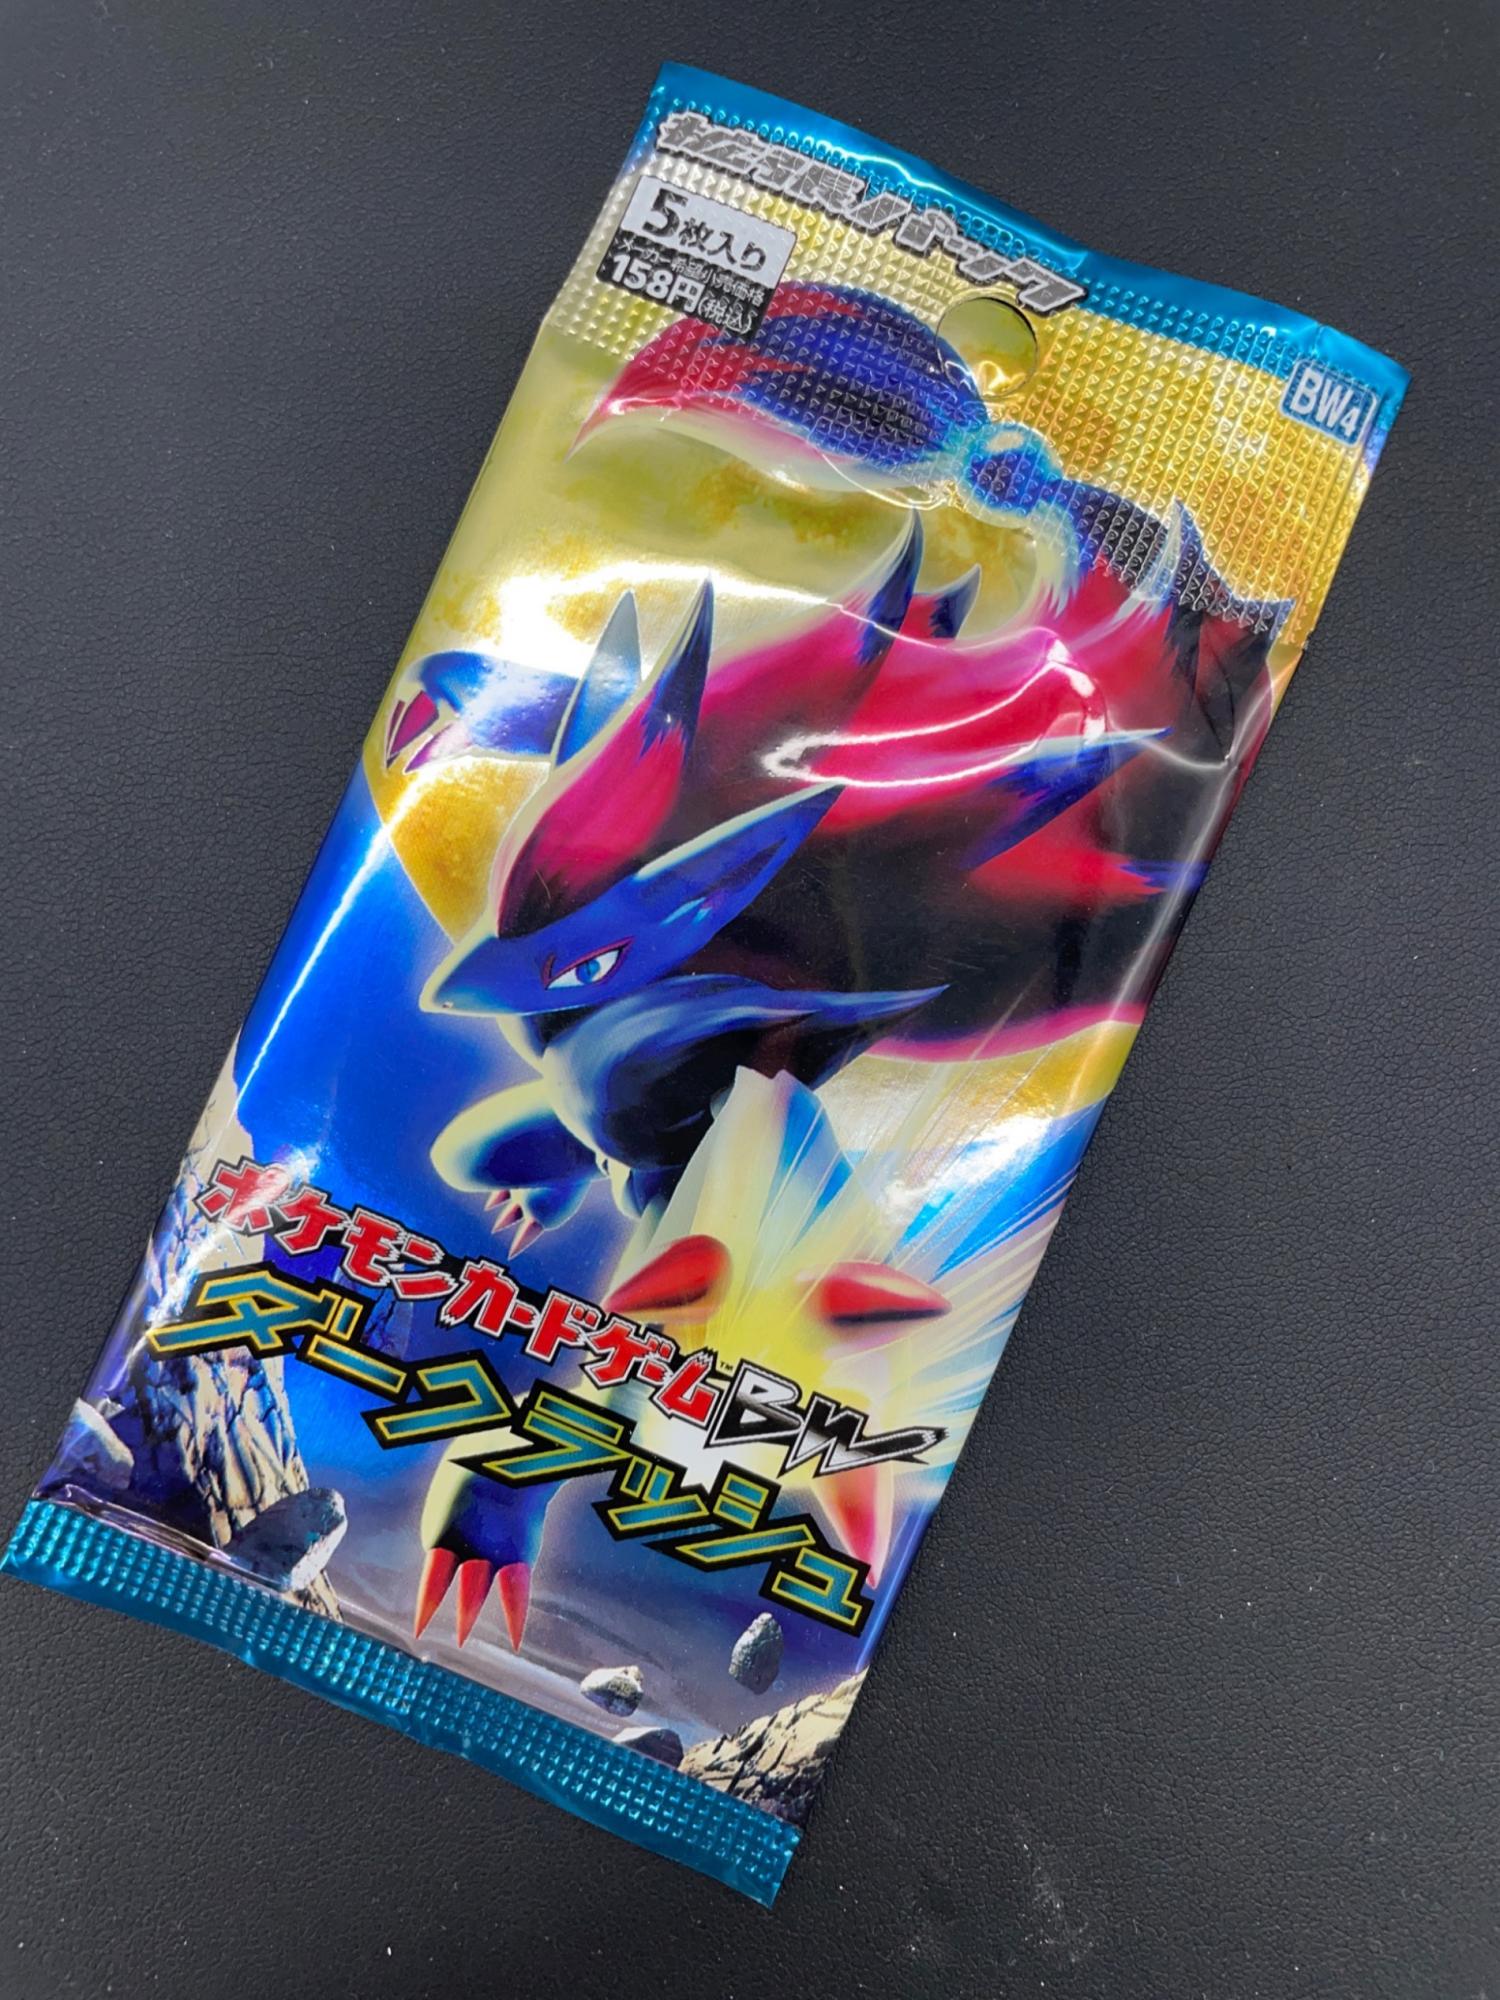 拡張パック
5枚入り
メーカー希望小売価格
158円(税込)
BW4
ポケモンカードゲーム™BW
ダークラッシュ